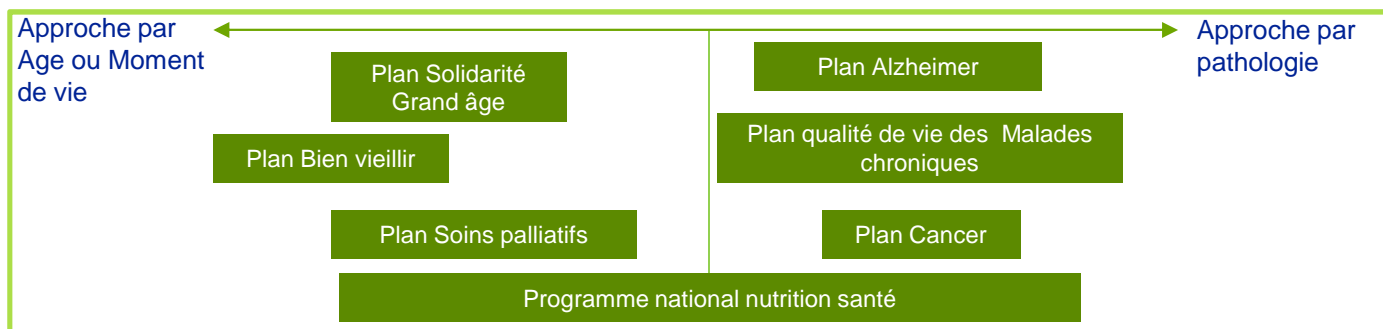 Approche par
Age ou Moment
de vie
Approche par
pathologie
Plan Solidarité
Grand âge
Plan Alzheimer
Plan Bien vieillir
Plan qualité de vie des Malades
chroniques
Plan Soins palliatifs
Plan Cancer
Programme national nutrition santé